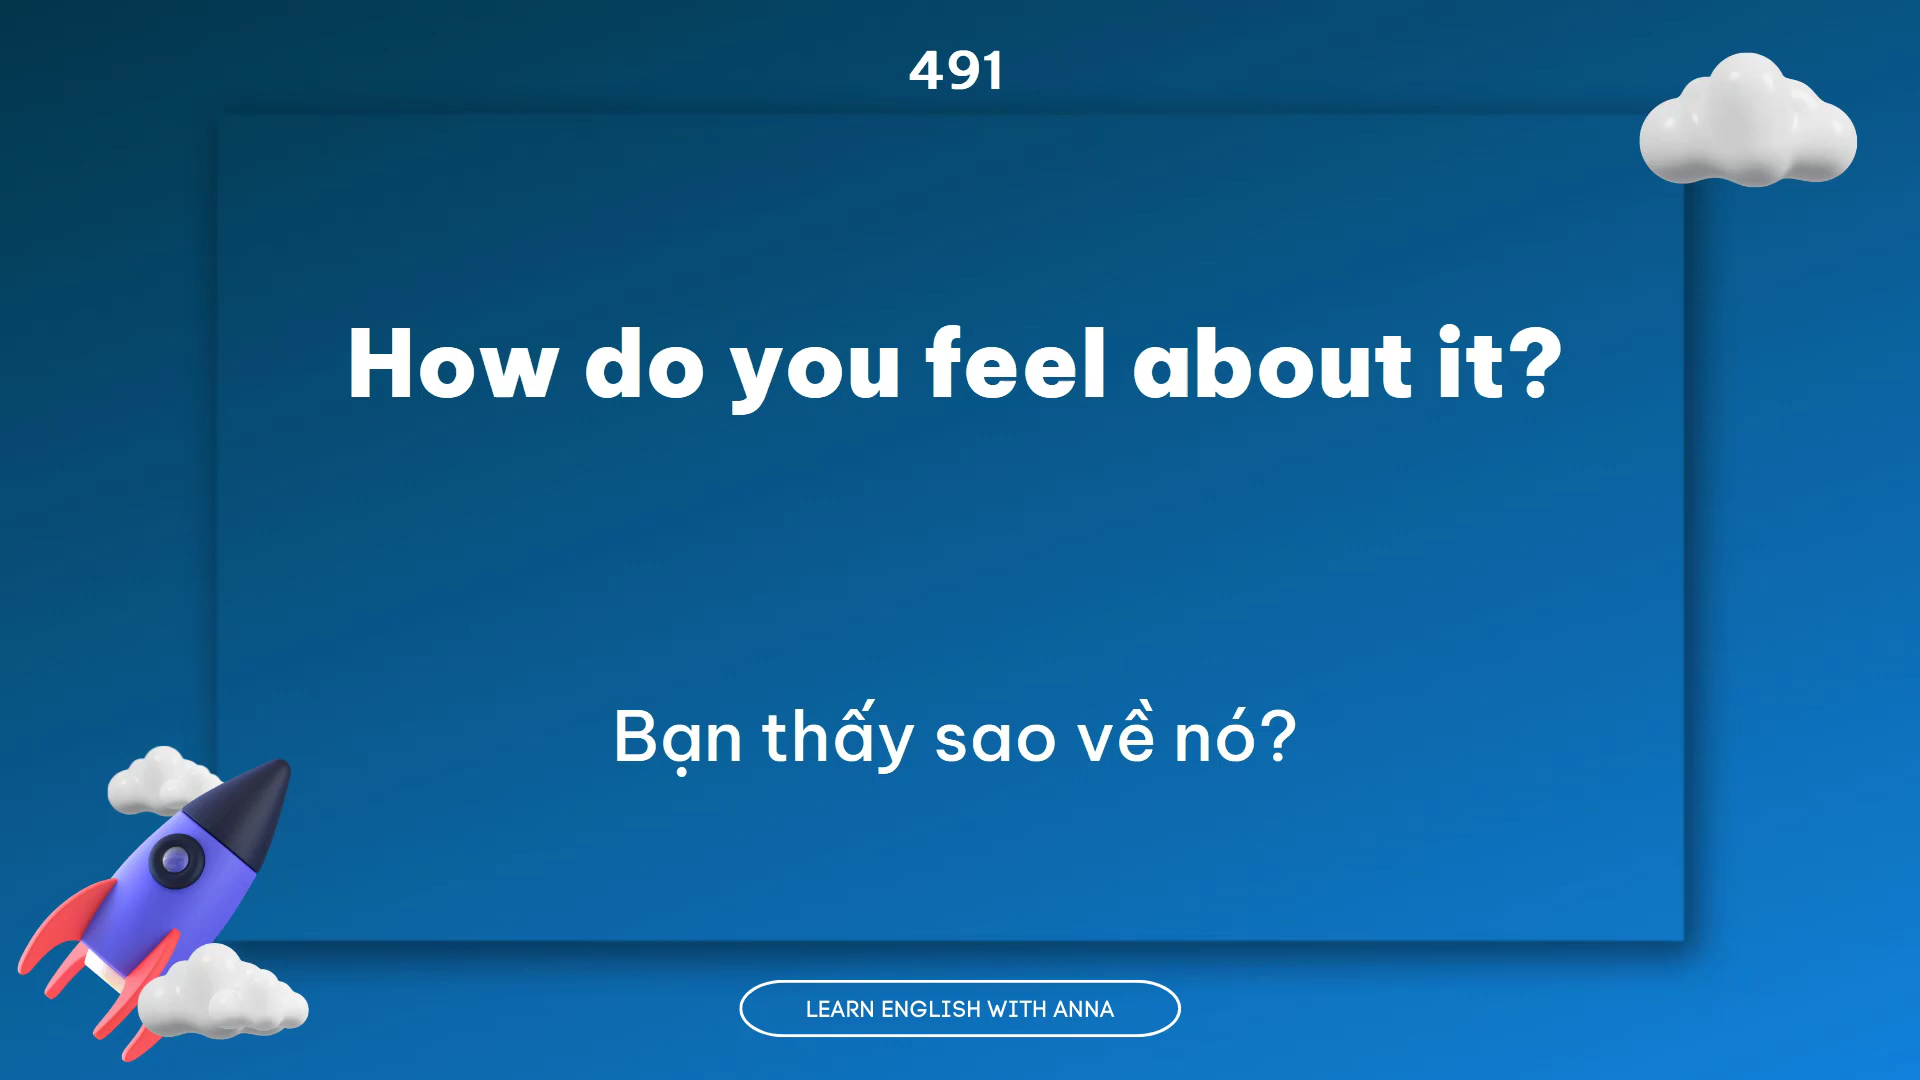 491
How do you feel about it?
Bạn thấy sao về nó?
LEARN ENGLISH WITH ANNA